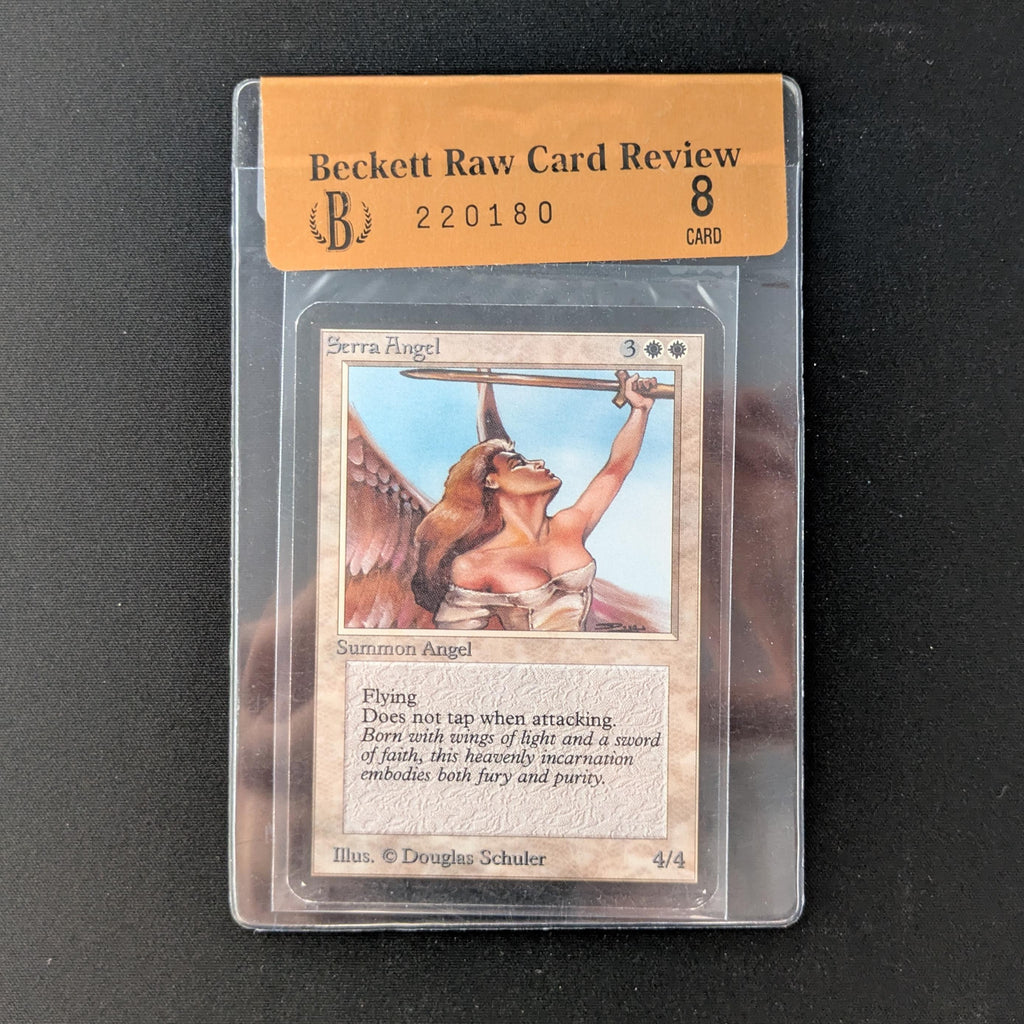 Beckett Raw Card Review
B 220180 8
CARD
Serra Angel 3
Summon Angel
Flying
Does not tap when attacking.
Born with wings of light and a sword
of faith, this heavenly incarnation
embodies both fury and purity.
Illus. © Douglas Schuler 4/4